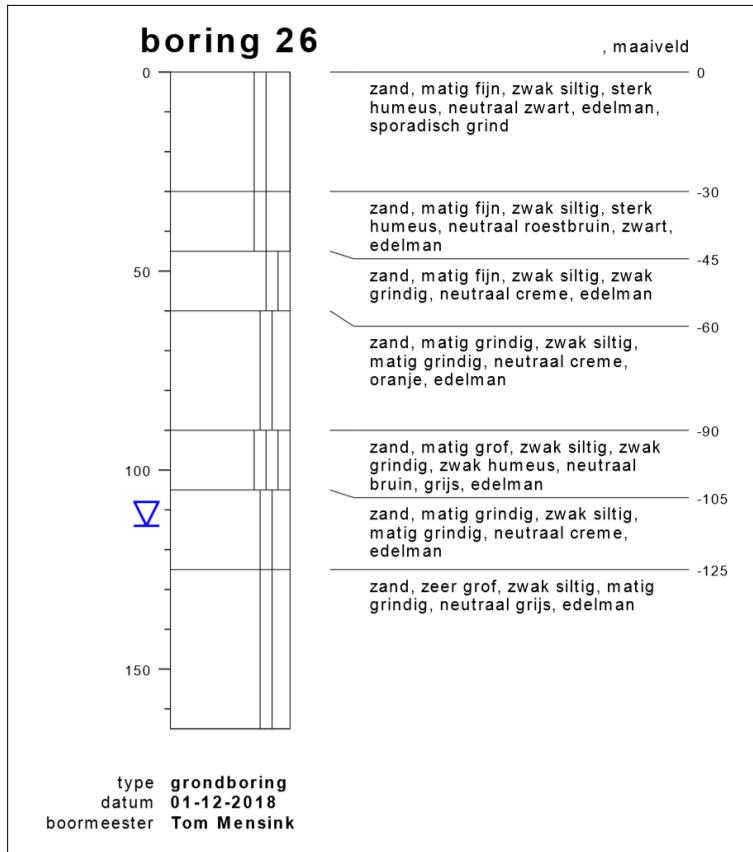 boring 26
, maaiveld
0
0
zand, matig fijn, zwak siltig, sterk
humeus, neutraal zwart, edelman,
sporadisch grind
-30
zand, matig fijn, zwak siltig, sterk
humeus, neutraal roestbruin, zwart,
edelman
-45
50
zand, matig fijn, zwak siltig, zwak
grindig, neutraal creme, edelman
-60
zand, matig grindig, zwak siltig,
matig grindig, neutraal creme,
oranje, edelman
-90
zand, matig grof, zwak siltig, zwak
grindig, zwak humeus, neutraal
bruin, grijs, edelman
100
-105
zand, matig grindig, zwak siltig,
matig grindig, neutraal creme,
edelman
-125
zand, zeer grof, zwak siltig, matig
grindig, neutraal grijs, edelman
150
type grondboring
datum 01-12-2018
boormeester Tom Mensink